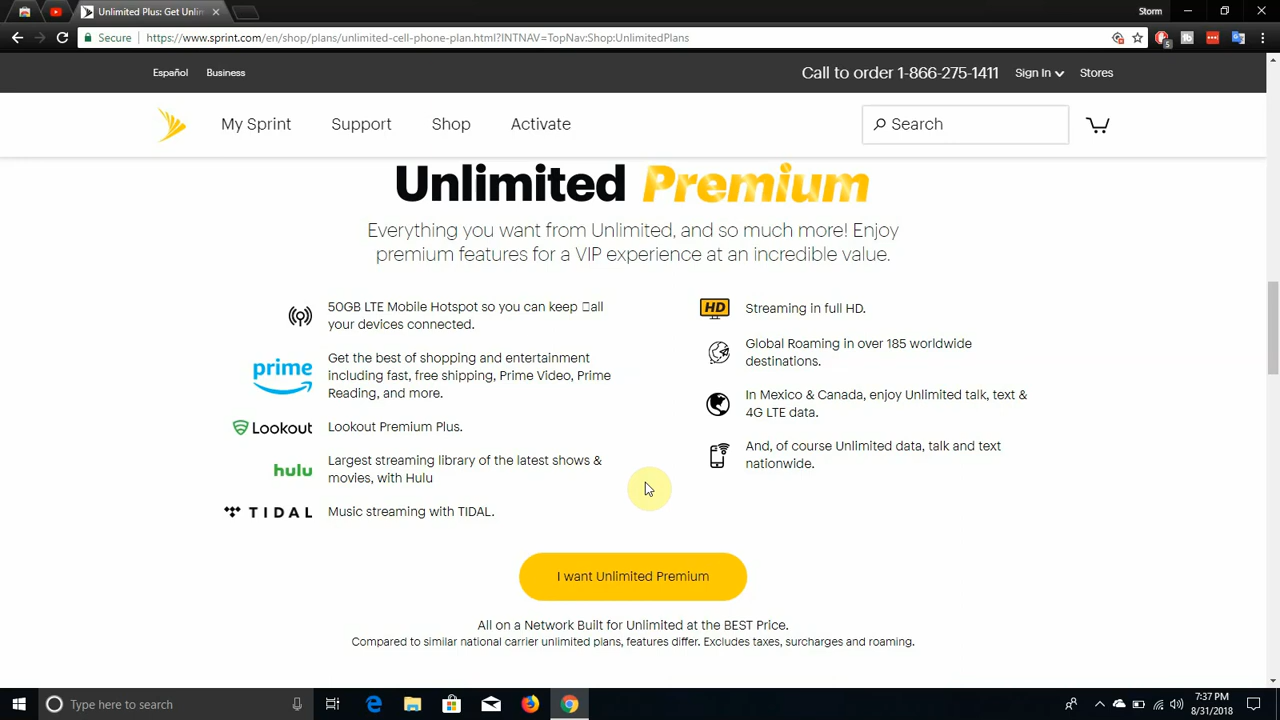 Unlimited Plus: Get Unli
Storm
Secure
https://www.sprint.com/en/shop/plans/unlimited-cell-phone-plan.html?INTNAV=TopNav:Shop:UnlimitedPlans
5
Español
Business
Call to order 1-866-275-1411
Sign In
Stores
My Sprint
Support
Shop
Activate
Search
Unlimited Premium
Everything you want from Unlimited, and so much more! Enjoy
premium features for a VIP experience at an incredible value.
50GB LTE Mobile Hotspot so you can keep all
your devices connected.
prime
Get the best of shopping and entertainment
including fast, free shipping, Prime Video, Prime
Reading, and more.
Lookout
Lookout Premium Plus.
hulu
Largest streaming library of the latest shows &
movies, with Hulu
TIDAL
Music streaming with TIDAL.
HD
Streaming in full HD.
Global Roaming in over 185 worldwide
destinations.
In Mexico & Canada, enjoy Unlimited talk, text &
4G LTE data.
And, of course Unlimited data, talk and text
nationwide.
I want Unlimited Premium
All on a Network Built for Unlimited at the BEST Price.
Compared to similar national carrier unlimited plans, features differ. Excludes taxes, surcharges and roaming.
Type here to search
7:37 PM
8/31/2018